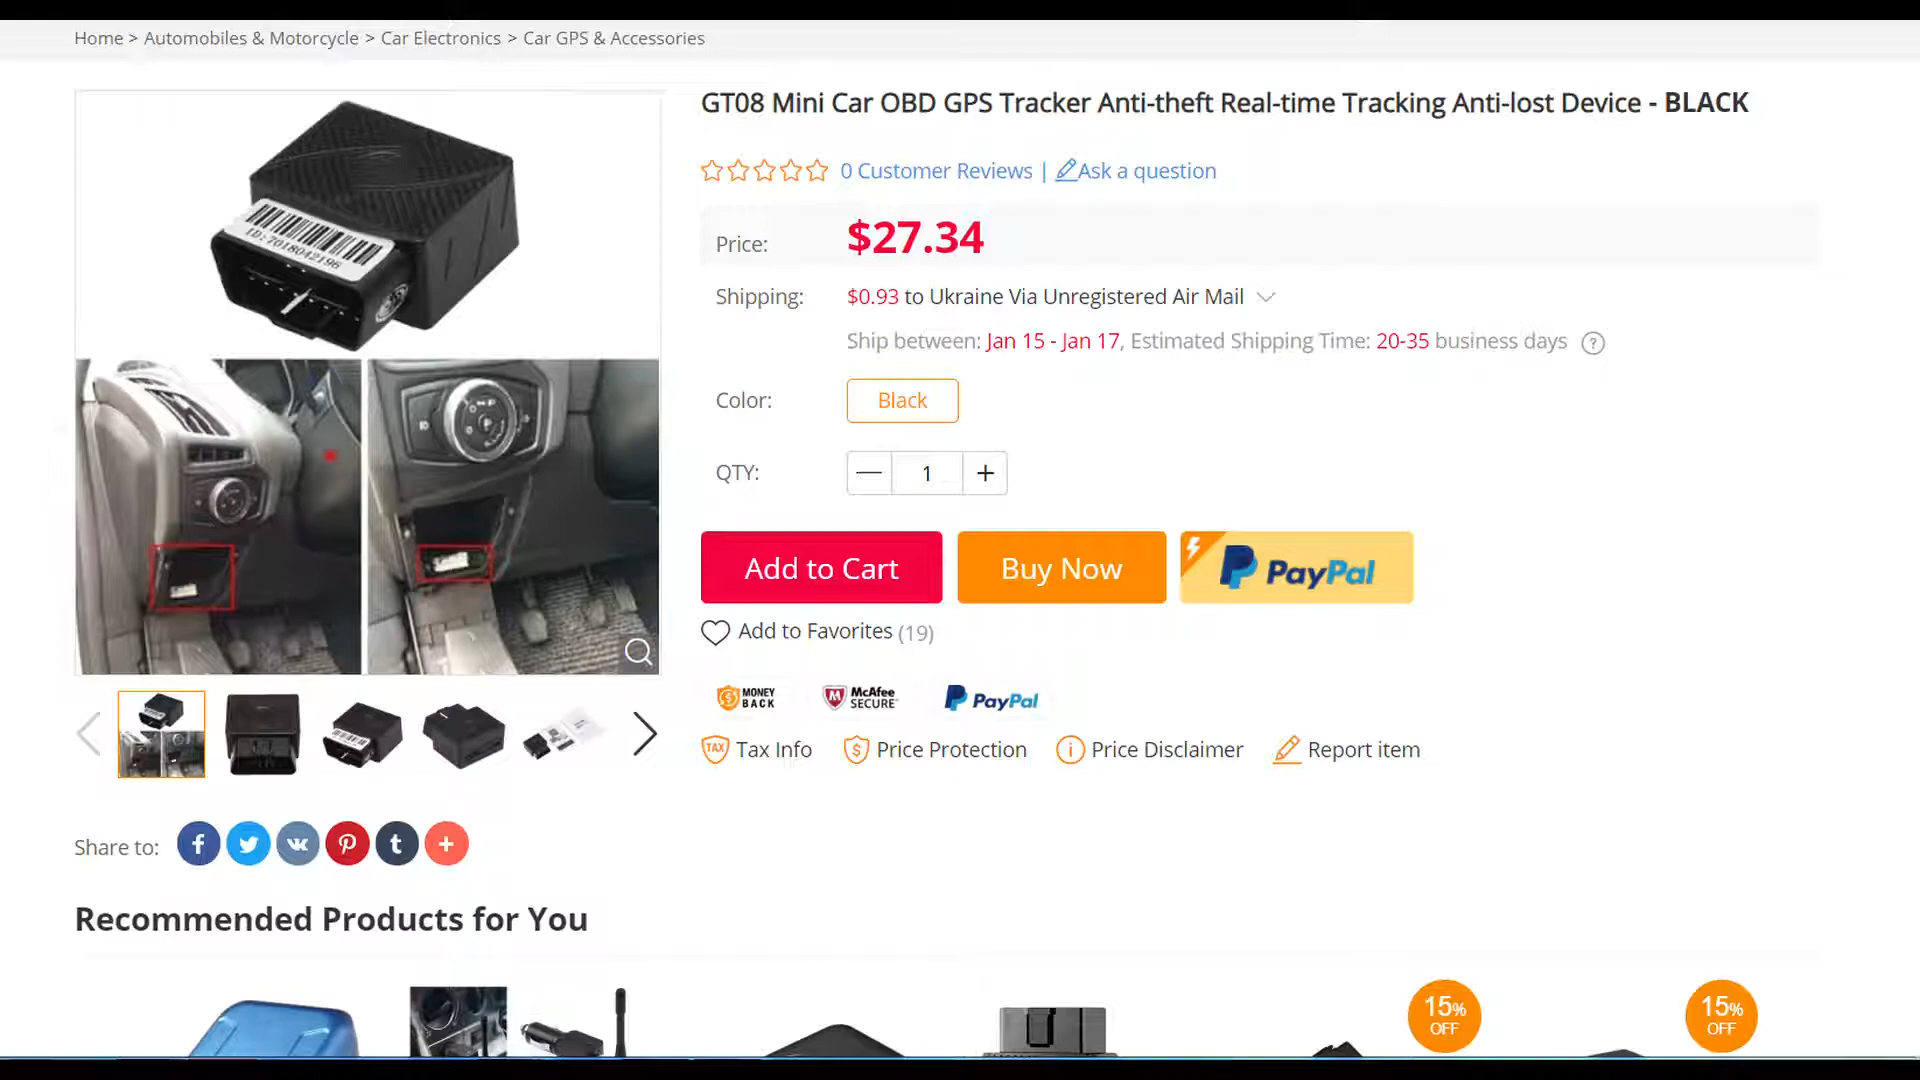 Home > Automobiles & Motorcycle > Car Electronics > Car GPS & Accessories
GT08 Mini Car OBD GPS Tracker Anti-theft Real-time Tracking Anti-lost Device - BLACK
0 Customer Reviews | Ask a question
Price: $27.34
Shipping: $0.93 to Ukraine Via Unregistered Air Mail
Ship between: Jan 15 - Jan 17, Estimated Shipping Time: 20-35 business days ?
Color: Black
QTY: — 1 +
Add to Cart
Buy Now
PayPal
Add to Favorites (19)
MONEY BACK
McAfee SECURE
PayPal
TAX Tax Info
$ Price Protection
i Price Disclaimer
Report item
ID:7018042196
Share to: f t +
Recommended Products for You
15% OFF
15% OFF